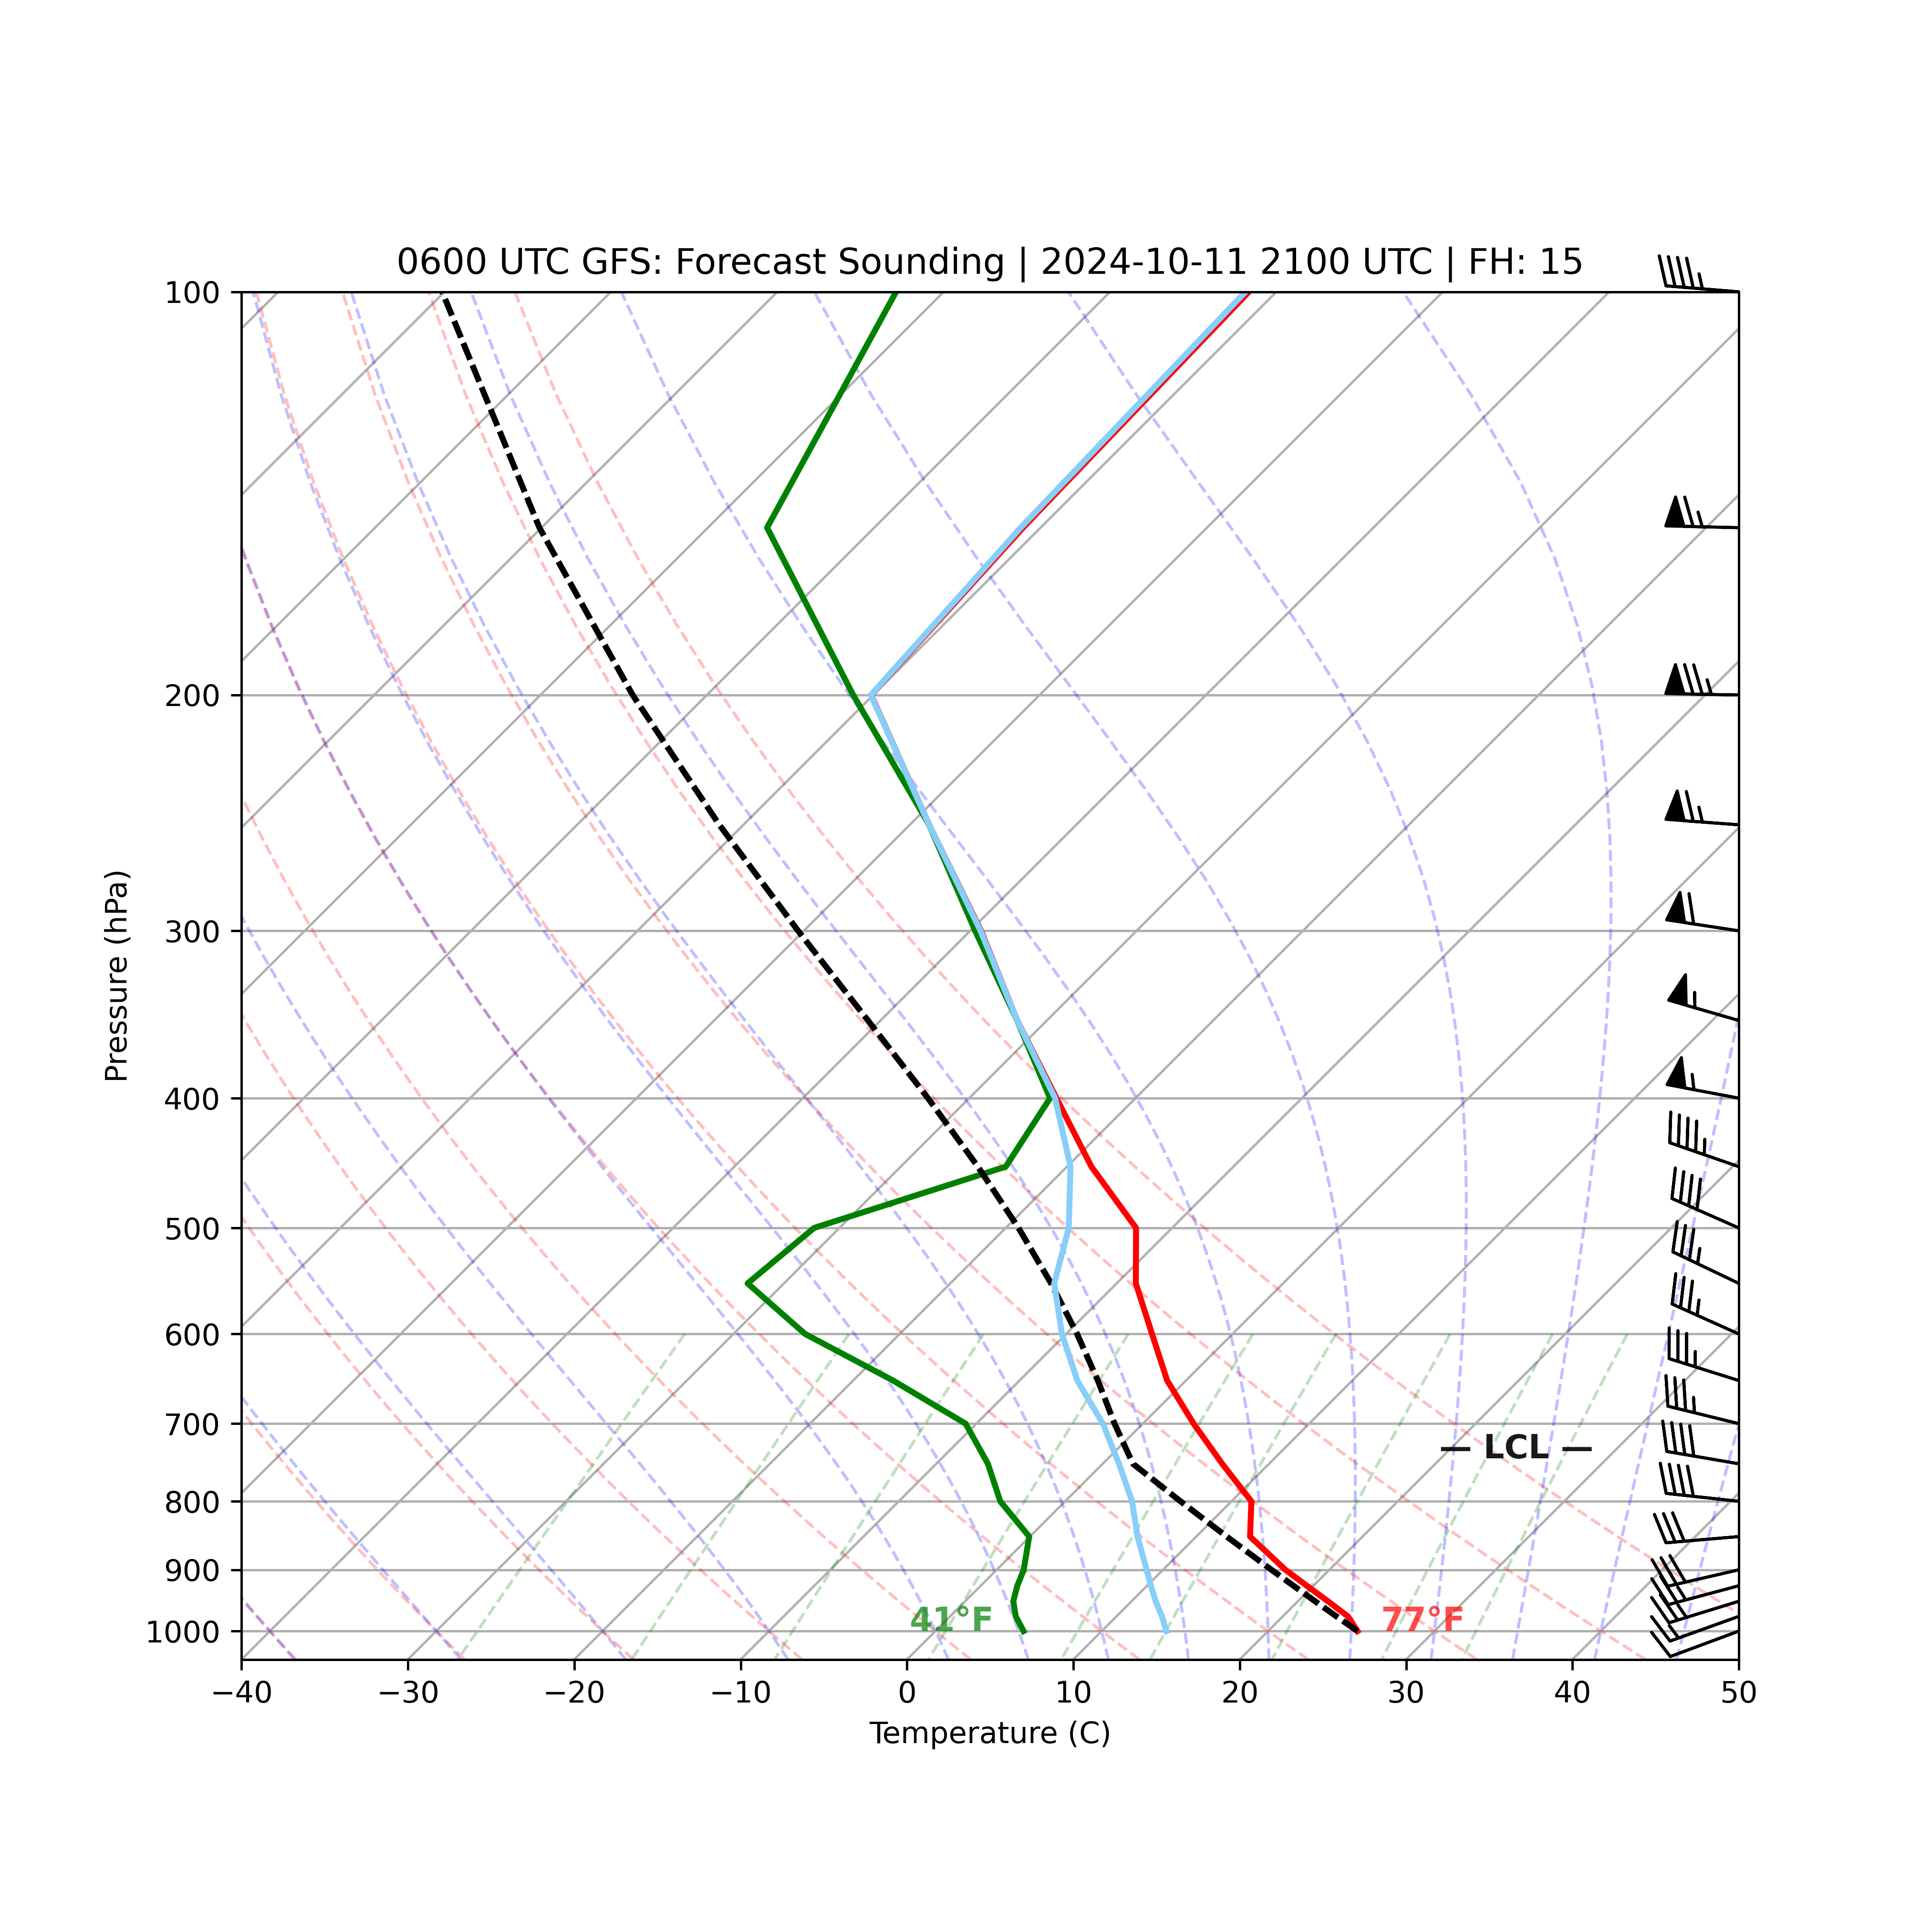 0600 UTC GFS: Forecast Sounding | 2024-10-11 2100 UTC | FH: 15
100
200
300
400
500
600
700
800
900
1000
Pressure (hPa)
— LCL —
41°F
77°F
−40 −30 −20 −10 0 10 20 30 40 50
Temperature (C)